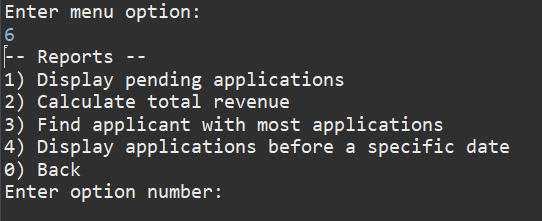 Enter menu option:
6
-- Reports --
1) Display pending applications
2) Calculate total revenue
3) Find applicant with most applications
4) Display applications before a specific date
0) Back
Enter option number: